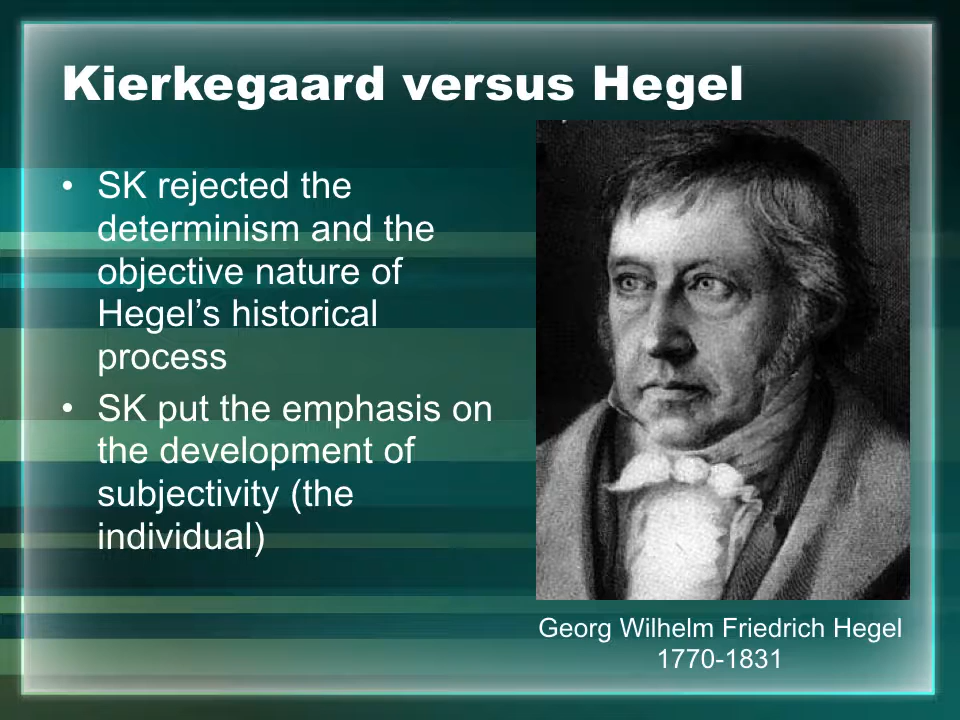 Kierkegaard versus Hegel
• SK rejected the
determinism and the
objective nature of
Hegel’s historical
process
• SK put the emphasis on
the development of
subjectivity (the
individual)
Georg Wilhelm Friedrich Hegel
1770-1831